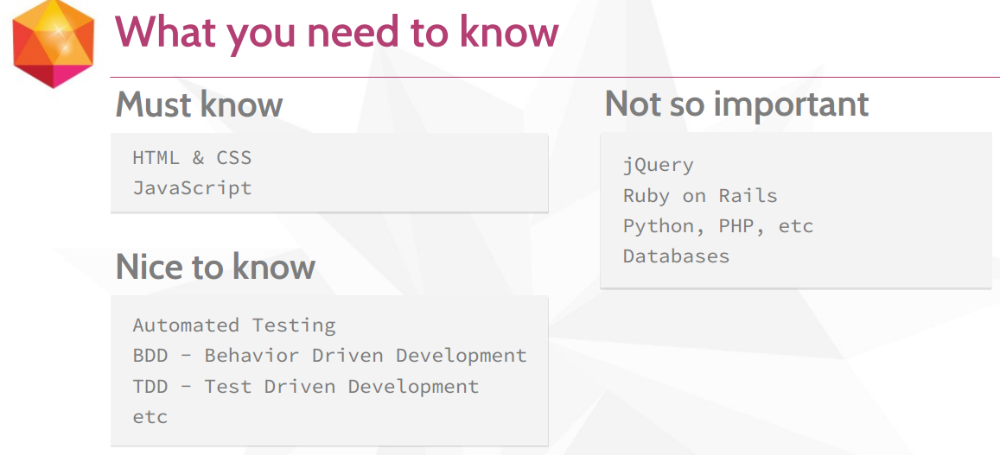 What you need to know
Must know
HTML & CSS
JavaScript
Nice to know
Automated Testing
BDD - Behavior Driven Development
TDD - Test Driven Development
etc
Not so important
jQuery
Ruby on Rails
Python, PHP, etc
Databases